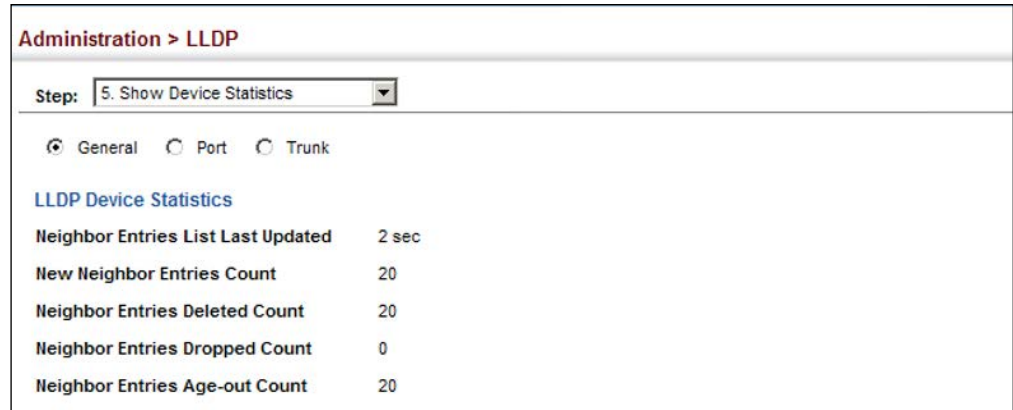 Administration > LLDP
Step: 5. Show Device Statistics
General Port Trunk
LLDP Device Statistics
Neighbor Entries List Last Updated 2 sec
New Neighbor Entries Count 20
Neighbor Entries Deleted Count 20
Neighbor Entries Dropped Count 0
Neighbor Entries Age-out Count 20